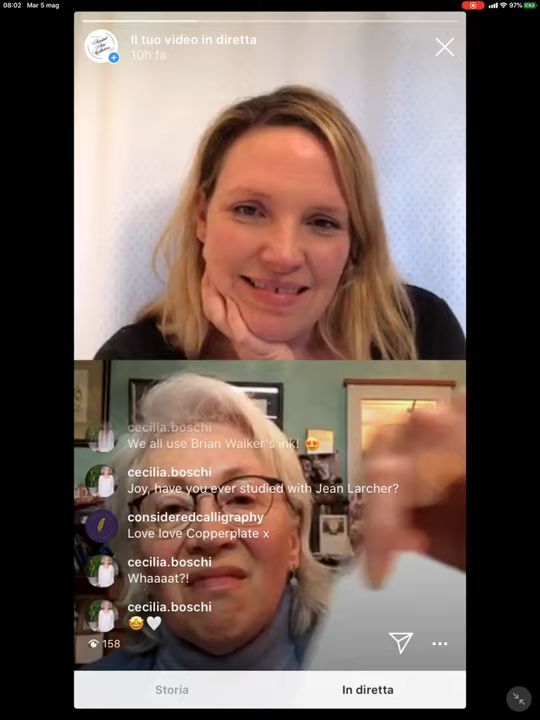 08:02 Mar 5 mag
97%
Il tuo video in diretta
10h fa
cecilia.boschi
We all use Brian Walker's ink! 😍
cecilia.boschi
Joy, have you ever studied with Jean Larcher?
consideredcalligraphy
Love love Copperplate x
cecilia.boschi
Whaaaat?!
cecilia.boschi
🤩🤍
158
Storia
In diretta